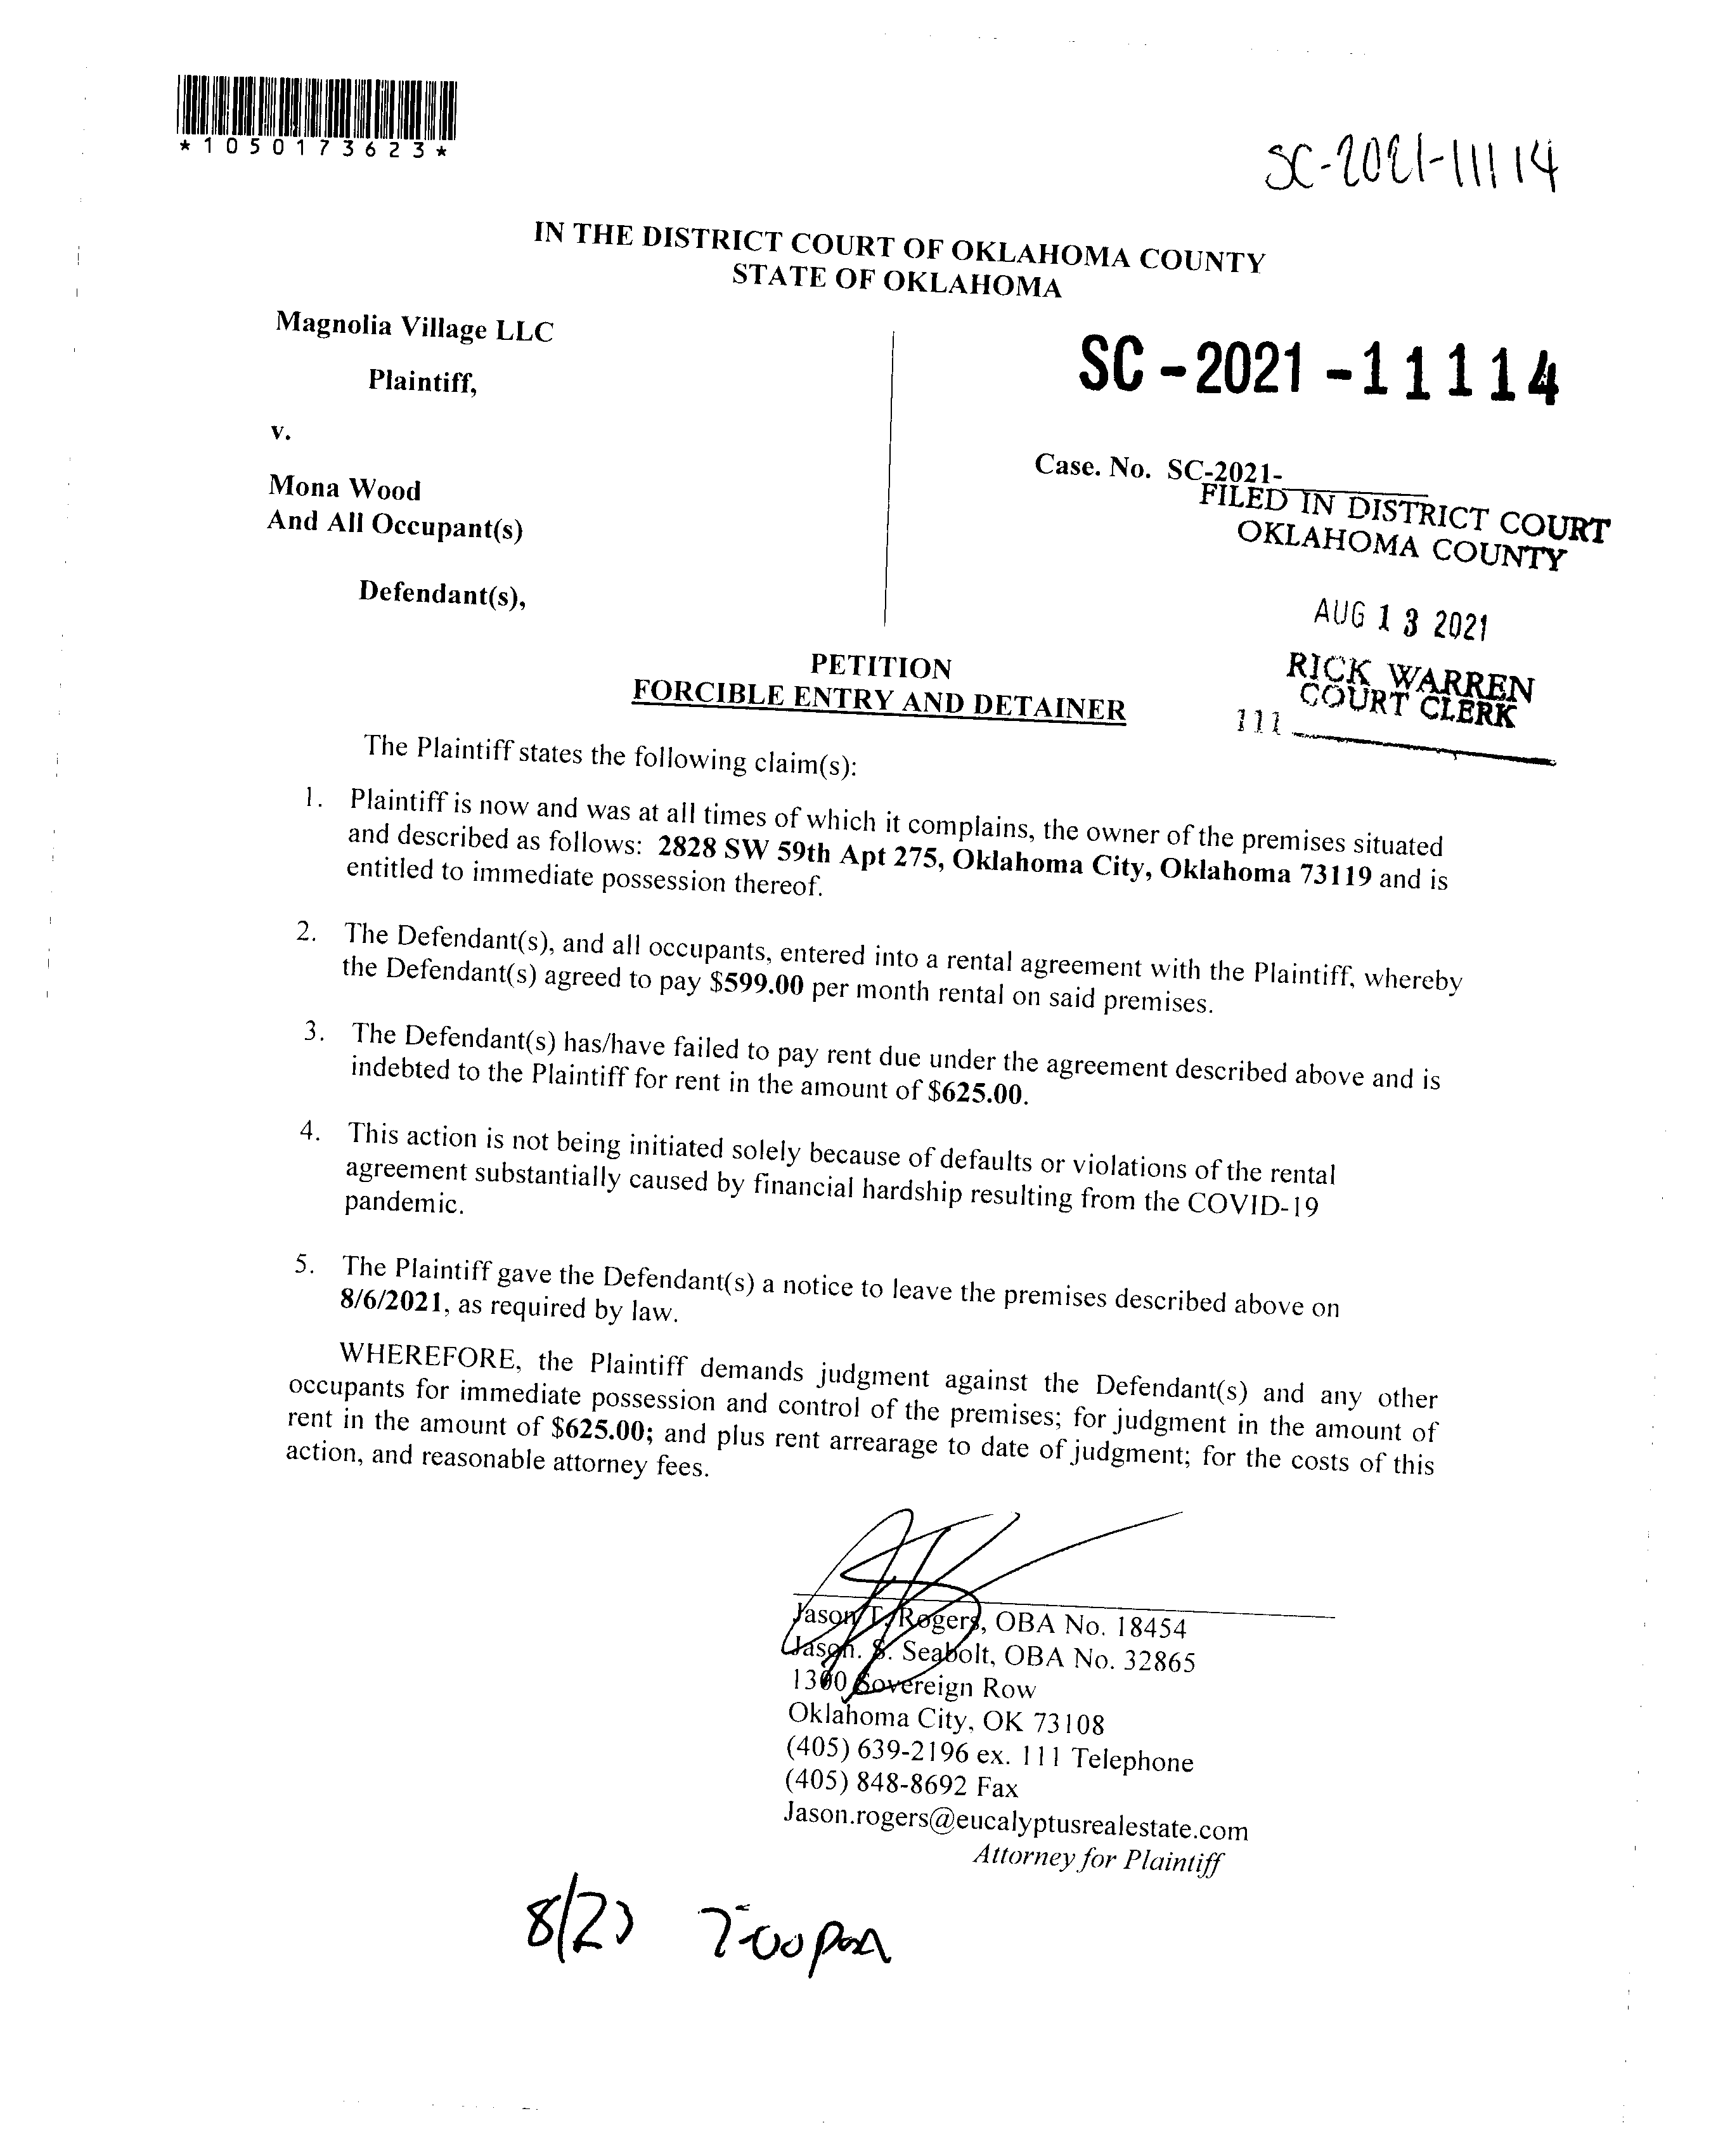 *1050173623*
SC-2021-11114
IN THE DISTRICT COURT OF OKLAHOMA COUNTY
STATE OF OKLAHOMA
Magnolia Village LLC
Plaintiff,
v.
Mona Wood
And All Occupant(s)
Defendant(s),
SC-2021-11114
Case. No. SC-2021-
FILED IN DISTRICT COURT
OKLAHOMA COUNTY
AUG 13 2021
RICK WARREN
COURT CLERK
111
PETITION
FORCIBLE ENTRY AND DETAINER
The Plaintiff states the following claim(s):
1. Plaintiff is now and was at all times of which it complains, the owner of the premises situated
and described as follows: 2828 SW 59th Apt 275, Oklahoma City, Oklahoma 73119 and is
entitled to immediate possession thereof.
2. The Defendant(s), and all occupants, entered into a rental agreement with the Plaintiff, whereby
the Defendant(s) agreed to pay $599.00 per month rental on said premises.
3. The Defendant(s) has/have failed to pay rent due under the agreement described above and is
indebted to the Plaintiff for rent in the amount of $625.00.
4. This action is not being initiated solely because of defaults or violations of the rental
agreement substantially caused by financial hardship resulting from the COVID-19
pandemic.
5. The Plaintiff gave the Defendant(s) a notice to leave the premises described above on
8/6/2021, as required by law.
WHEREFORE, the Plaintiff demands judgment against the Defendant(s) and any other
occupants for immediate possession and control of the premises; for judgment in the amount of
rent in the amount of $625.00; and plus rent arrearage to date of judgment; for the costs of this
action, and reasonable attorney fees.
Jason T. Rogers, OBA No. 18454
Jason. S. Seabolt, OBA No. 32865
1300 Sovereign Row
Oklahoma City, OK 73108
(405) 639-2196 ex. 111 Telephone
(405) 848-8692 Fax
Jason.rogers@eucalyptusrealestate.com
Attorney for Plaintiff
8/23